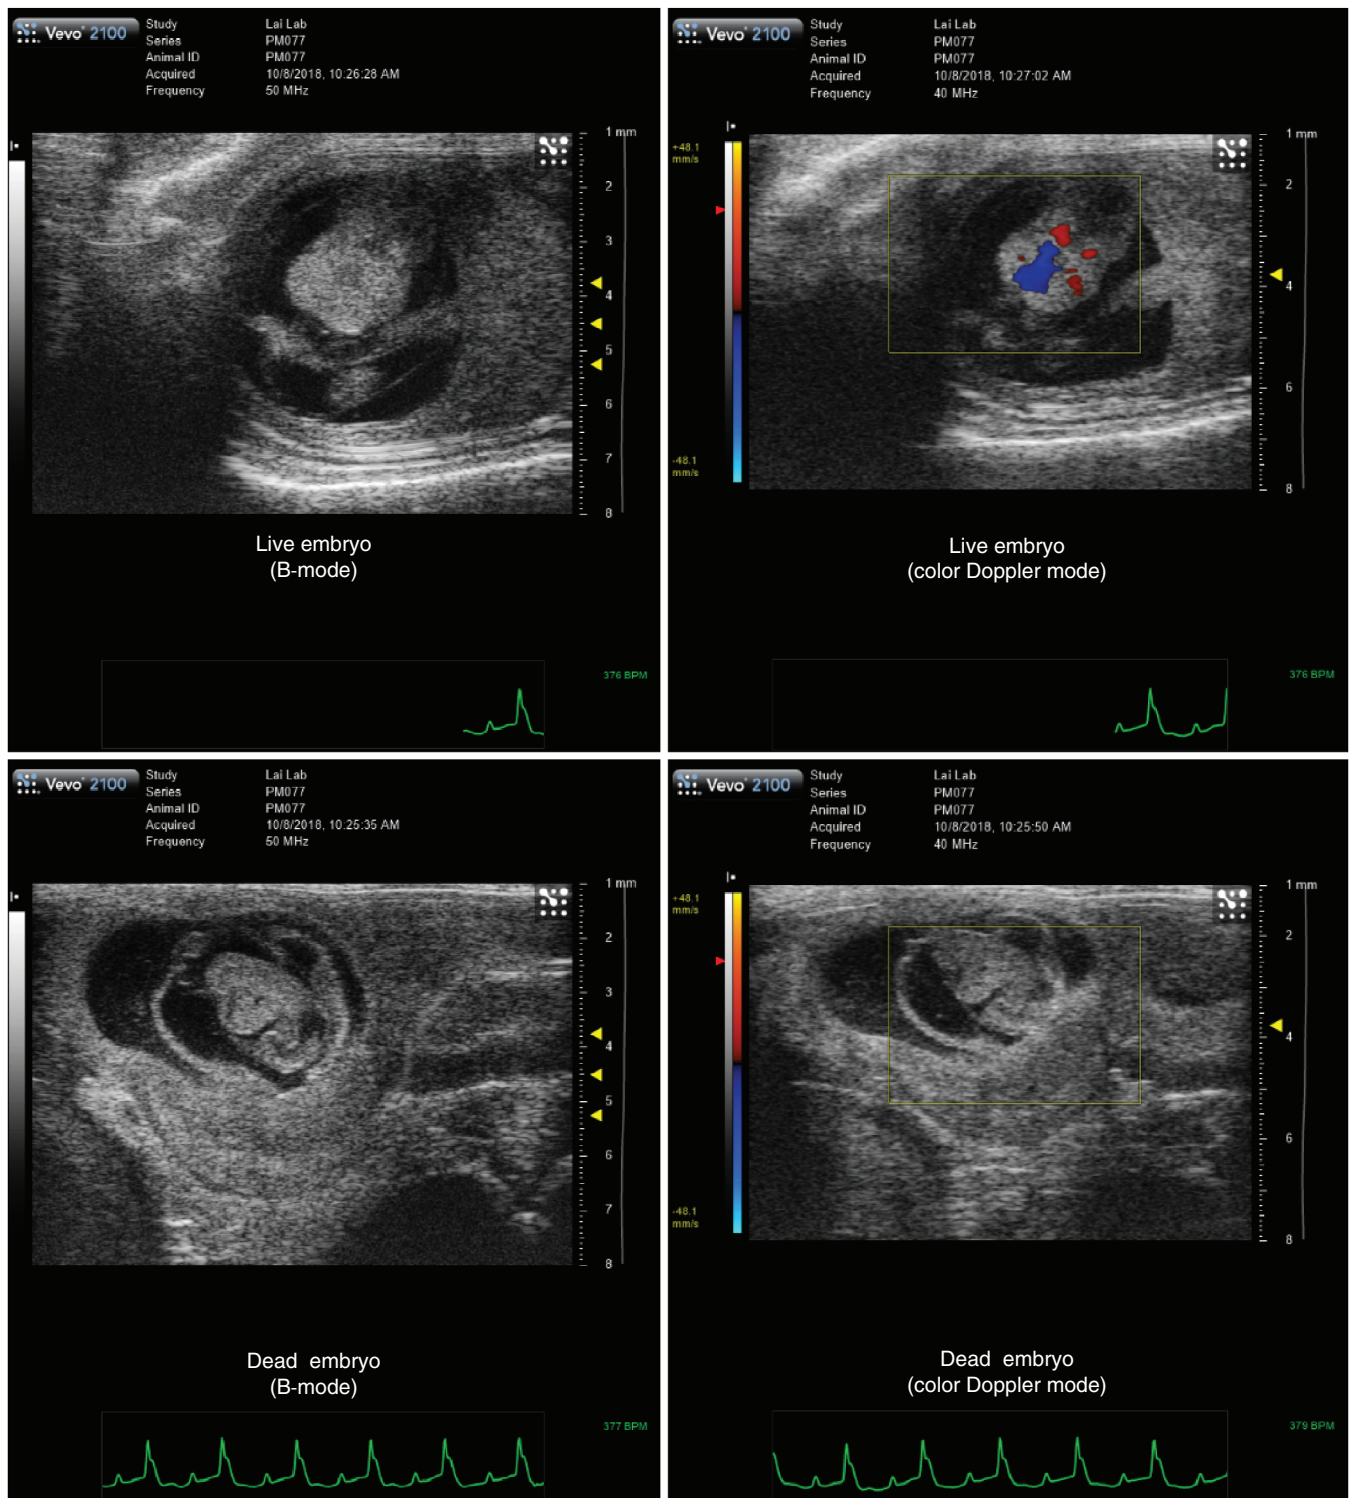 Vevo® 2100
Study Lai Lab
Series PM077
Animal ID PM077
Acquired 10/8/2018, 10:26:28 AM
Frequency 50 MHz
1 mm
2
3
4
5
6
7
8
Live embryo
(B-mode)
376 BPM
Vevo® 2100
Study Lai Lab
Series PM077
Animal ID PM077
Acquired 10/8/2018, 10:27:02 AM
Frequency 40 MHz
+48.1
mm/s
-48.1
mm/s
1 mm
2
4
6
8
Live embryo
(color Doppler mode)
376 BPM
Vevo® 2100
Study Lai Lab
Series PM077
Animal ID PM077
Acquired 10/8/2018, 10:25:35 AM
Frequency 50 MHz
1 mm
2
3
4
5
6
7
8
Dead embryo
(B-mode)
377 BPM
Vevo® 2100
Study Lai Lab
Series PM077
Animal ID PM077
Acquired 10/8/2018, 10:25:50 AM
Frequency 40 MHz
+48.1
mm/s
-48.1
mm/s
1 mm
2
4
6
8
Dead embryo
(color Doppler mode)
379 BPM